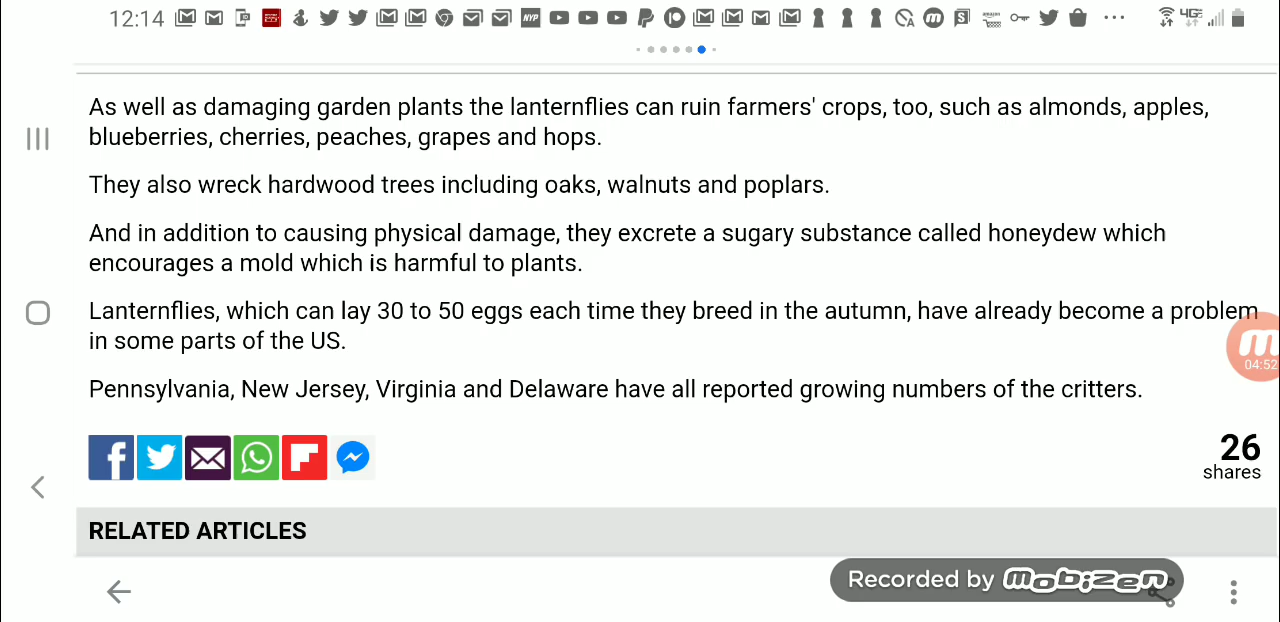 12:14 NYP 4GE
As well as damaging garden plants the lanternflies can ruin farmers' crops, too, such as almonds, apples,
blueberries, cherries, peaches, grapes and hops.
They also wreck hardwood trees including oaks, walnuts and poplars.
And in addition to causing physical damage, they excrete a sugary substance called honeydew which
encourages a mold which is harmful to plants.
Lanternflies, which can lay 30 to 50 eggs each time they breed in the autumn, have already become a problem
in some parts of the US.
04:52
Pennsylvania, New Jersey, Virginia and Delaware have all reported growing numbers of the critters.
26
shares
RELATED ARTICLES
Recorded by mobizen